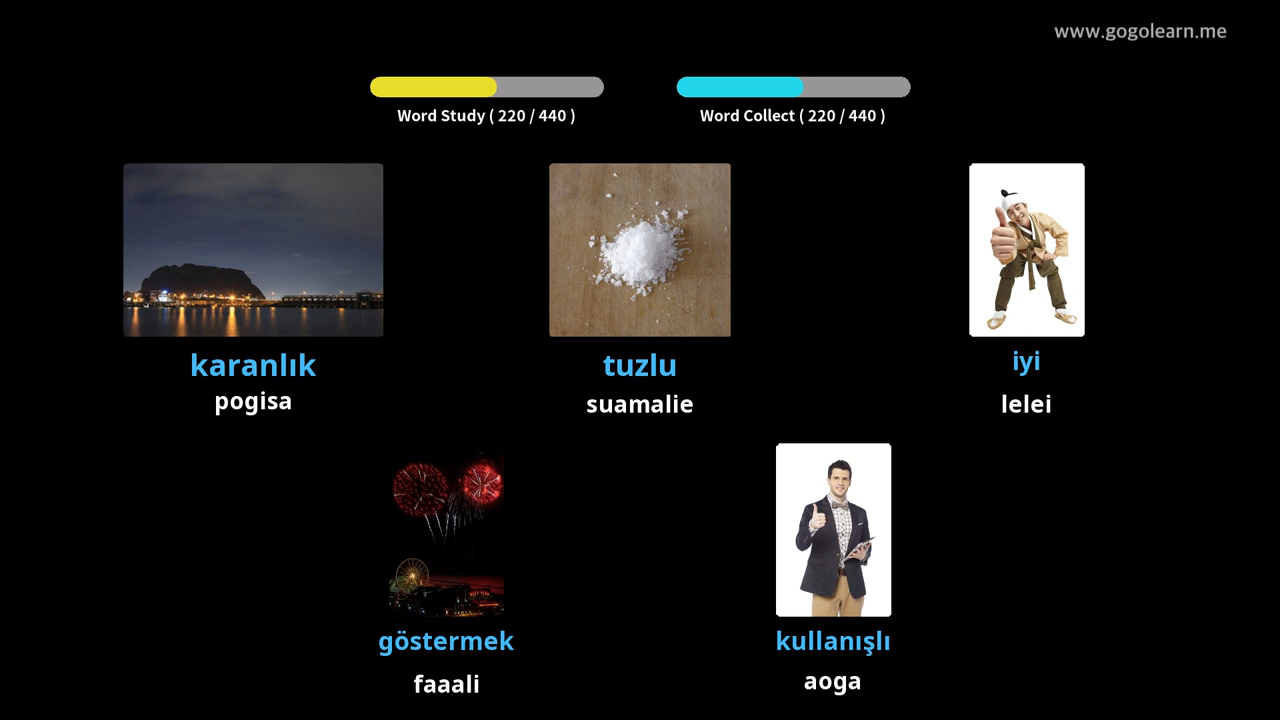 www.gogolearn.me
Word Study ( 220 / 440 )
Word Collect ( 220 / 440 )
karanlık
pogisa
tuzlu
suamalie
iyi
lelei
göstermek
faaali
kullanışlı
aoga